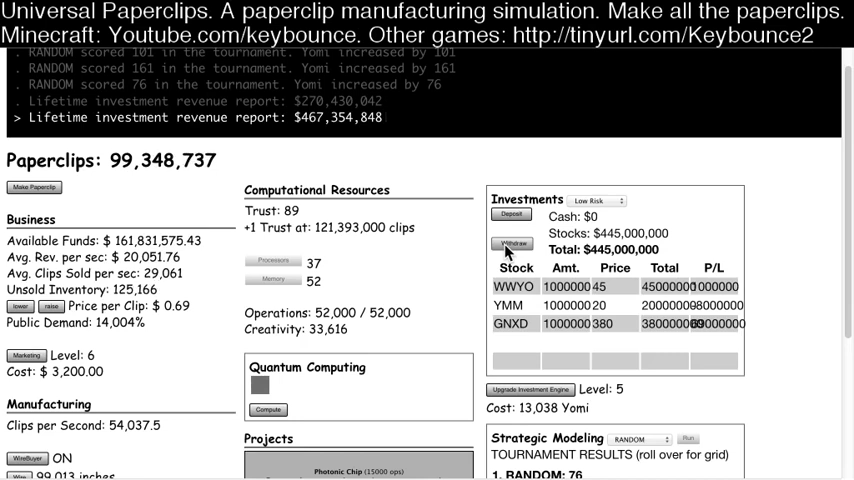 Universal Paperclips. A paperclip manufacturing simulation. Make all the paperclips.
Minecraft: Youtube.com/keybounce. Other games: http://tinyurl.com/Keybounce2
. RANDOM scored 101 in the tournament. Yomi increased by 101
. RANDOM scored 161 in the tournament. Yomi increased by 161
. RANDOM scored 76 in the tournament. Yomi increased by 76
. Lifetime investment revenue report: $270,430,042
> Lifetime investment revenue report: $467,354,848
Paperclips: 99,348,737
Make Paperclip
Business
Available Funds: $ 161,831,575.43
Avg. Rev. per sec: $ 20,051.76
Avg. Clips Sold per sec: 29,061
Unsold Inventory: 125,166
lower raise Price per Clip: $ 0.69
Public Demand: 14,004%
Marketing Level: 6
Cost: $ 3,200.00
Manufacturing
Clips per Second: 54,037.5
WireBuyer ON
Wire 99,013 inches
Computational Resources
Trust: 89
+1 Trust at: 121,393,000 clips
Processors 37
Memory 52
Operations: 52,000 / 52,000
Creativity: 33,616
Quantum Computing
Compute
Projects
Photonic Chip (15000 ops)
Investments Low Risk
Deposit Cash: $0
Stocks: $445,000,000
Withdraw Total: $445,000,000
Stock Amt. Price Total P/L
WWYO 1000000 45 45000000 1000000
YMM 1000000 20 20000000 -8000000
GNXD 1000000 380 380000000
Upgrade Investment Engine Level: 5
Cost: 13,038 Yomi
Strategic Modeling RANDOM Run
TOURNAMENT RESULTS (roll over for grid)
1. RANDOM: 76